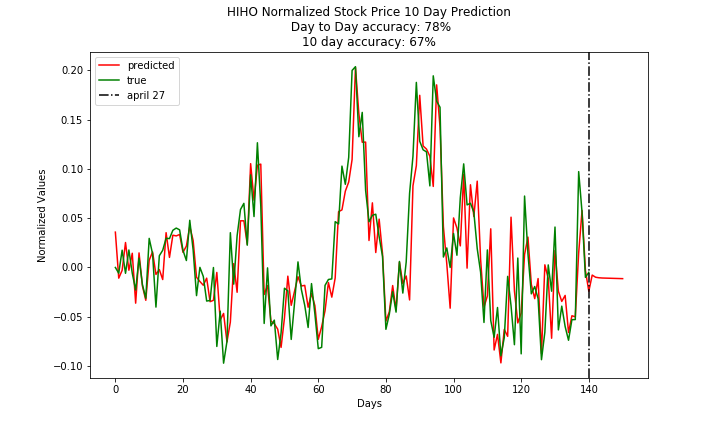 HIHO Normalized Stock Price 10 Day Prediction
Day to Day accuracy: 78%
10 day accuracy: 67%
predicted
true
april 27
0.20
0.15
0.10
0.05
0.00
−0.05
−0.10
Normalized Values
0 20 40 60 80 100 120 140
Days